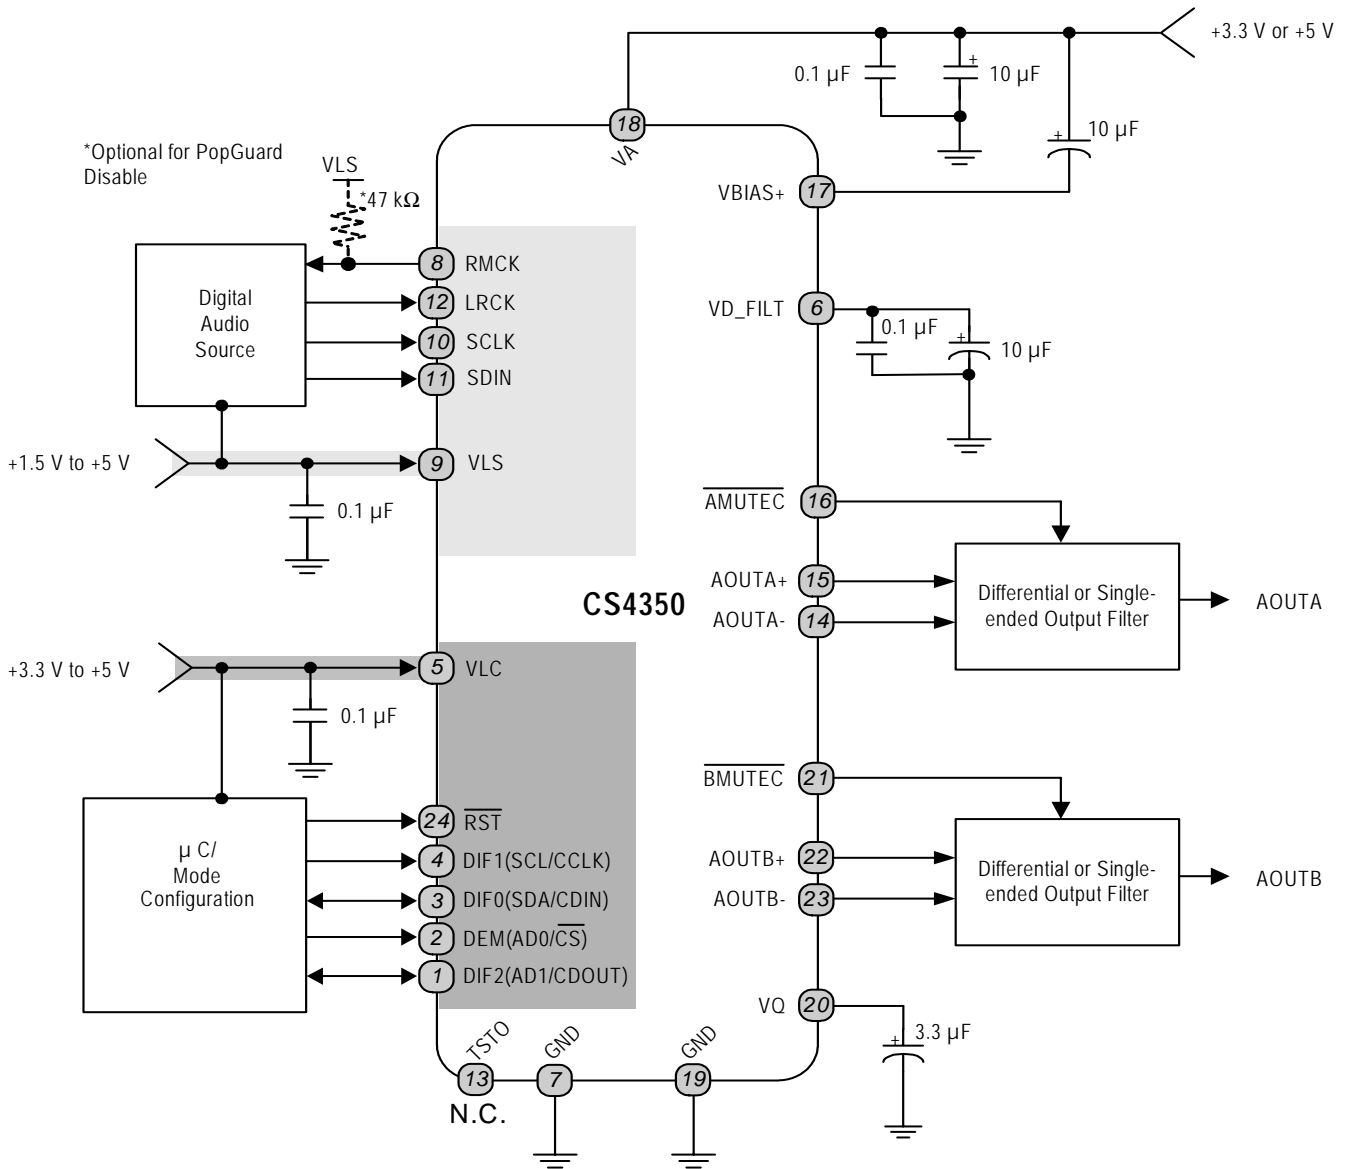 +3.3 V or +5 V
0.1 µF
+
10 µF
+
10 µF
18
VA
*Optional for PopGuard
Disable
VLS
*47 kΩ
VBIAS+
17
Digital
Audio
Source
8
RMCK
12
LRCK
10
SCLK
11
SDIN
VD_FILT
6
0.1 µF
+
10 µF
+1.5 V to +5 V
9
VLS
0.1 µF
AMUTEC
16
AOUTA+
15
AOUTA-
14
Differential or Single-
ended Output Filter
AOUTA
CS4350
+3.3 V to +5 V
5
VLC
0.1 µF
BMUTEC
21
AOUTB+
22
AOUTB-
23
Differential or Single-
ended Output Filter
AOUTB
µ C/
Mode
Configuration
24
RST
4
DIF1(SCL/CCLK)
3
DIF0(SDA/CDIN)
2
DEM(AD0/CS)
1
DIF2(AD1/CDOUT)
VQ
20
+
3.3 µF
TSTO
13
N.C.
GND
7
GND
19